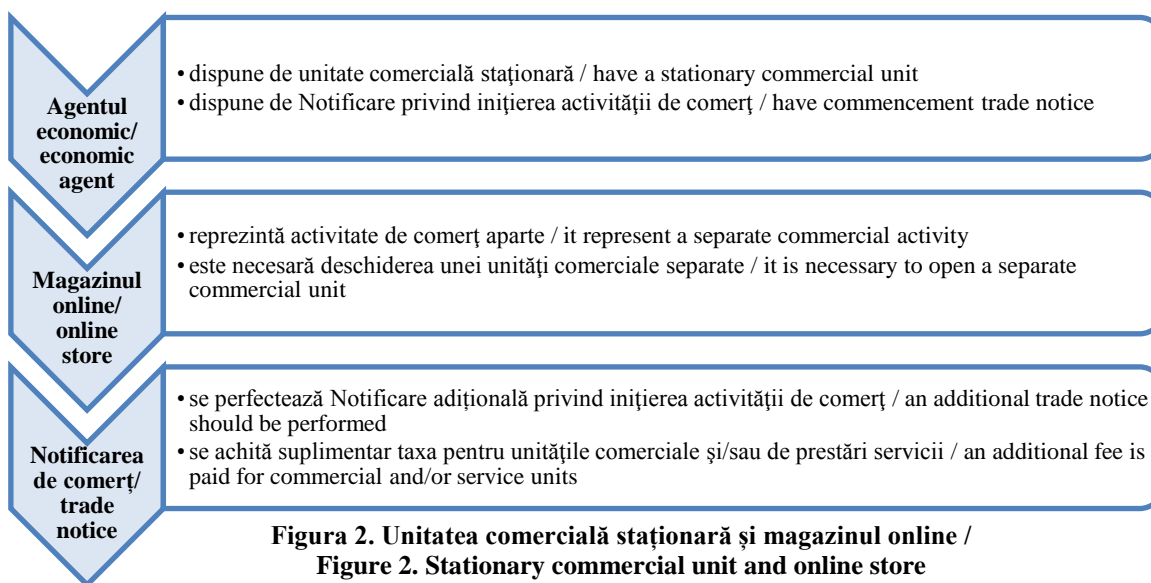 Agentul
economic/
economic
agent
• dispune de unitate comercială staţionară / have a stationary commercial unit
• dispune de Notificare privind iniţierea activităţii de comerţ / have commencement trade notice
Magazinul
online/
online
store
• reprezintă activitate de comerţ aparte / it represent a separate commercial activity
• este necesară deschiderea unei unităţi comerciale separate / it is necessary to open a separate
commercial unit
Notificarea
de comerț/
trade
notice
• se perfectează Notificare adițională privind iniţierea activităţii de comerţ / an additional trade notice
should be performed
• se achită suplimentar taxa pentru unităţile comerciale şi/sau de prestări servicii / an additional fee is
paid for commercial and/or service units
Figura 2. Unitatea comercială staționară și magazinul online /
Figure 2. Stationary commercial unit and online store